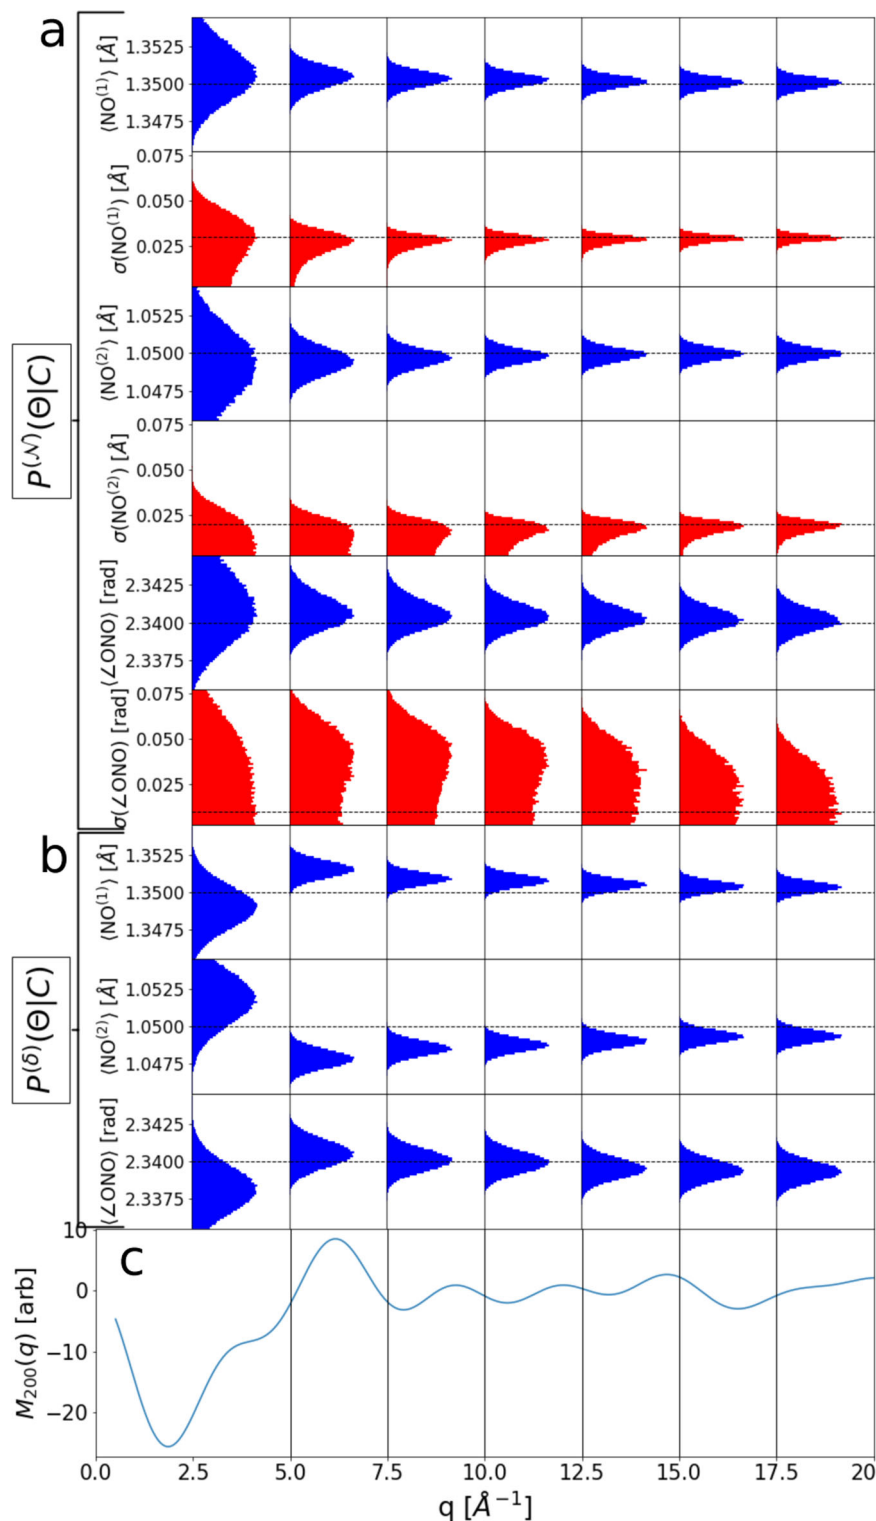 a
P^(𝒩)(Θ|C)
⟨NO^(1)⟩ [Å]
1.3525
1.3500
1.3475
σ(NO^(1)) [Å]
0.075
0.050
0.025
⟨NO^(2)⟩ [Å]
1.0525
1.0500
1.0475
σ(NO^(2)) [Å]
0.075
0.050
0.025
⟨∠ONO⟩ [rad]
2.3425
2.3400
2.3375
σ(∠ONO) [rad]
0.075
0.050
0.025
b
P^(δ)(Θ|C)
⟨NO^(1)⟩ [Å]
1.3525
1.3500
1.3475
⟨NO^(2)⟩ [Å]
1.0525
1.0500
1.0475
⟨∠ONO⟩ [rad]
2.3425
2.3400
2.3375
c
M₂₀₀(q) [arb]
10
0
−10
−20
0.0 2.5 5.0 7.5 10.0 12.5 15.0 17.5 20
q [Å⁻¹]